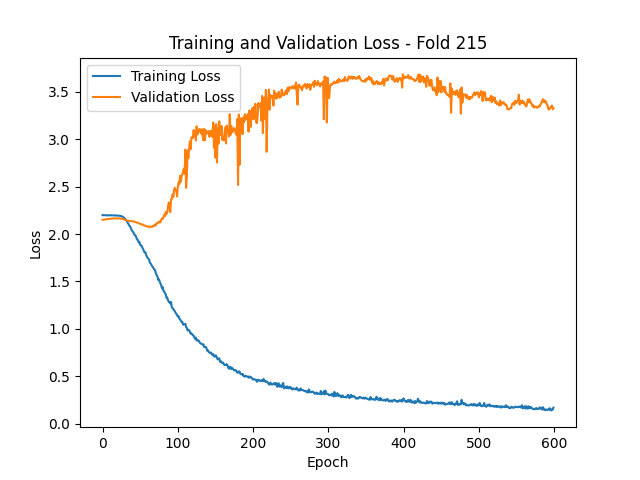 Training and Validation Loss - Fold 215
Training Loss
Validation Loss
3.5
3.0
2.5
2.0
1.5
1.0
0.5
0.0
Loss
0 100 200 300 400 500 600
Epoch